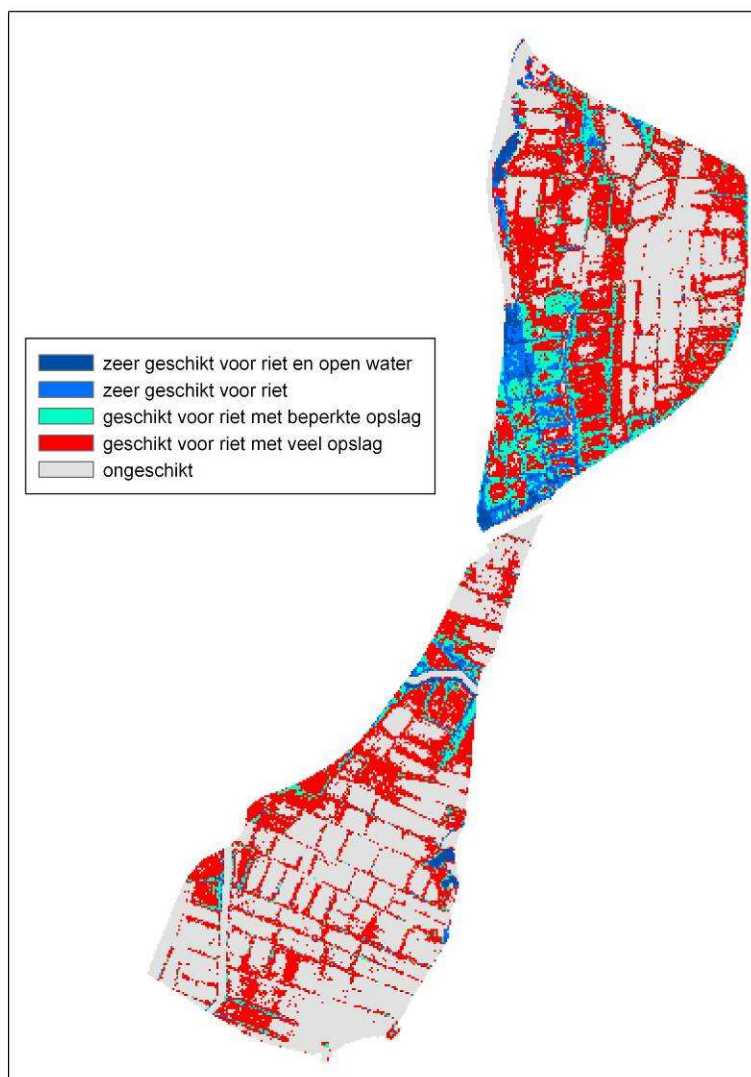 zeer geschikt voor riet en open water
zeer geschikt voor riet
geschikt voor riet met beperkte opslag
geschikt voor riet met veel opslag
ongeschikt